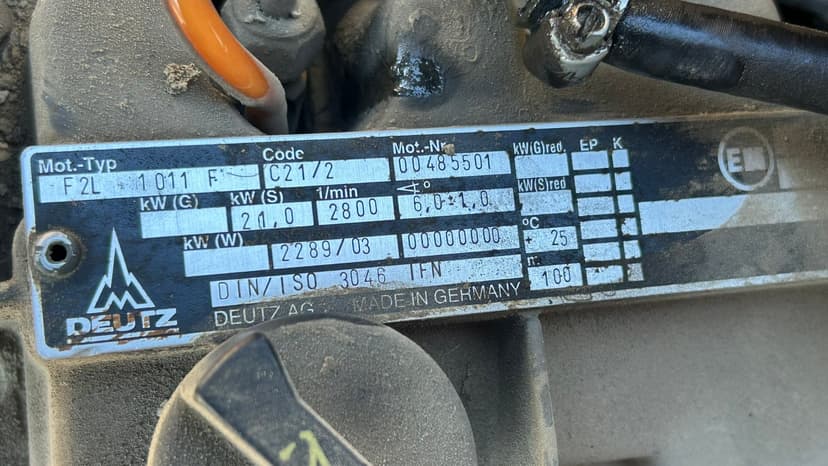 Mot.-Typ Code Mot.-Nr. kW(G)red. EP K
F2L 1011 F C21/2 00485501
kW (G) kW (S) 1/min °
21,0 2800 6,0 1,0 kW(S)red
kW (W) °C
2289/03 00000000 + 25
DIN/ISO 3046 IFN m 100
DEUTZ DEUTZ AG MADE IN GERMANY